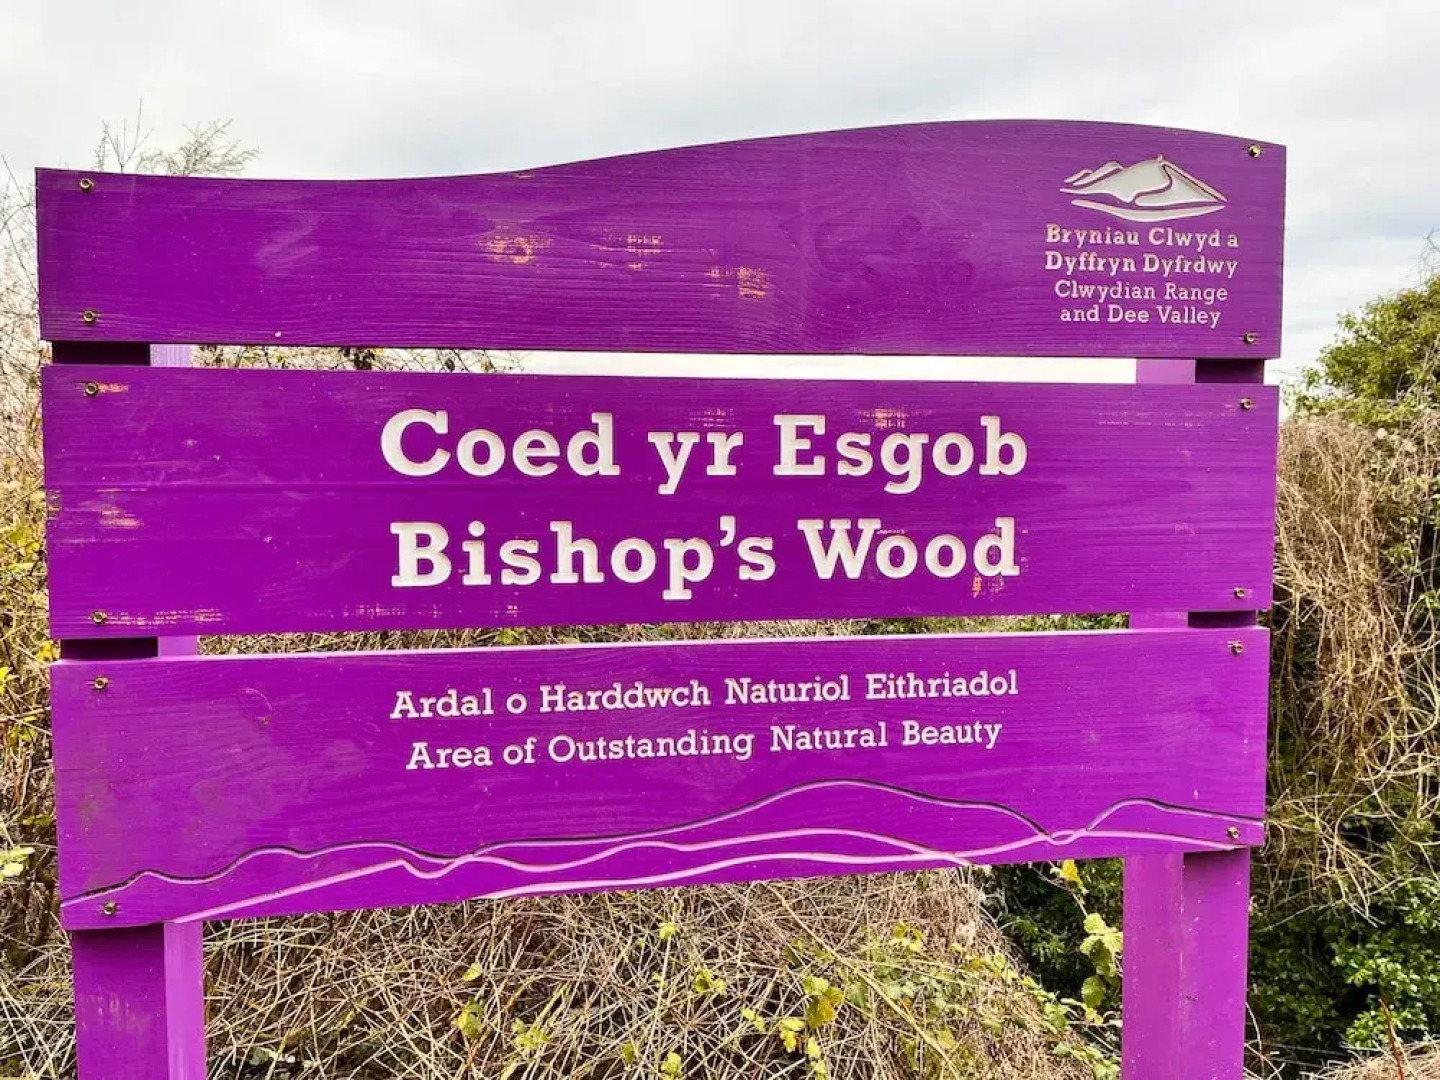 Bryniau Clwyd a
Dyffryn Dyfrdwy
Clwydian Range
and Dee Valley
Coed yr Esgob
Bishop's Wood
Ardal o Harddwch Naturiol Eithriadol
Area of Outstanding Natural Beauty